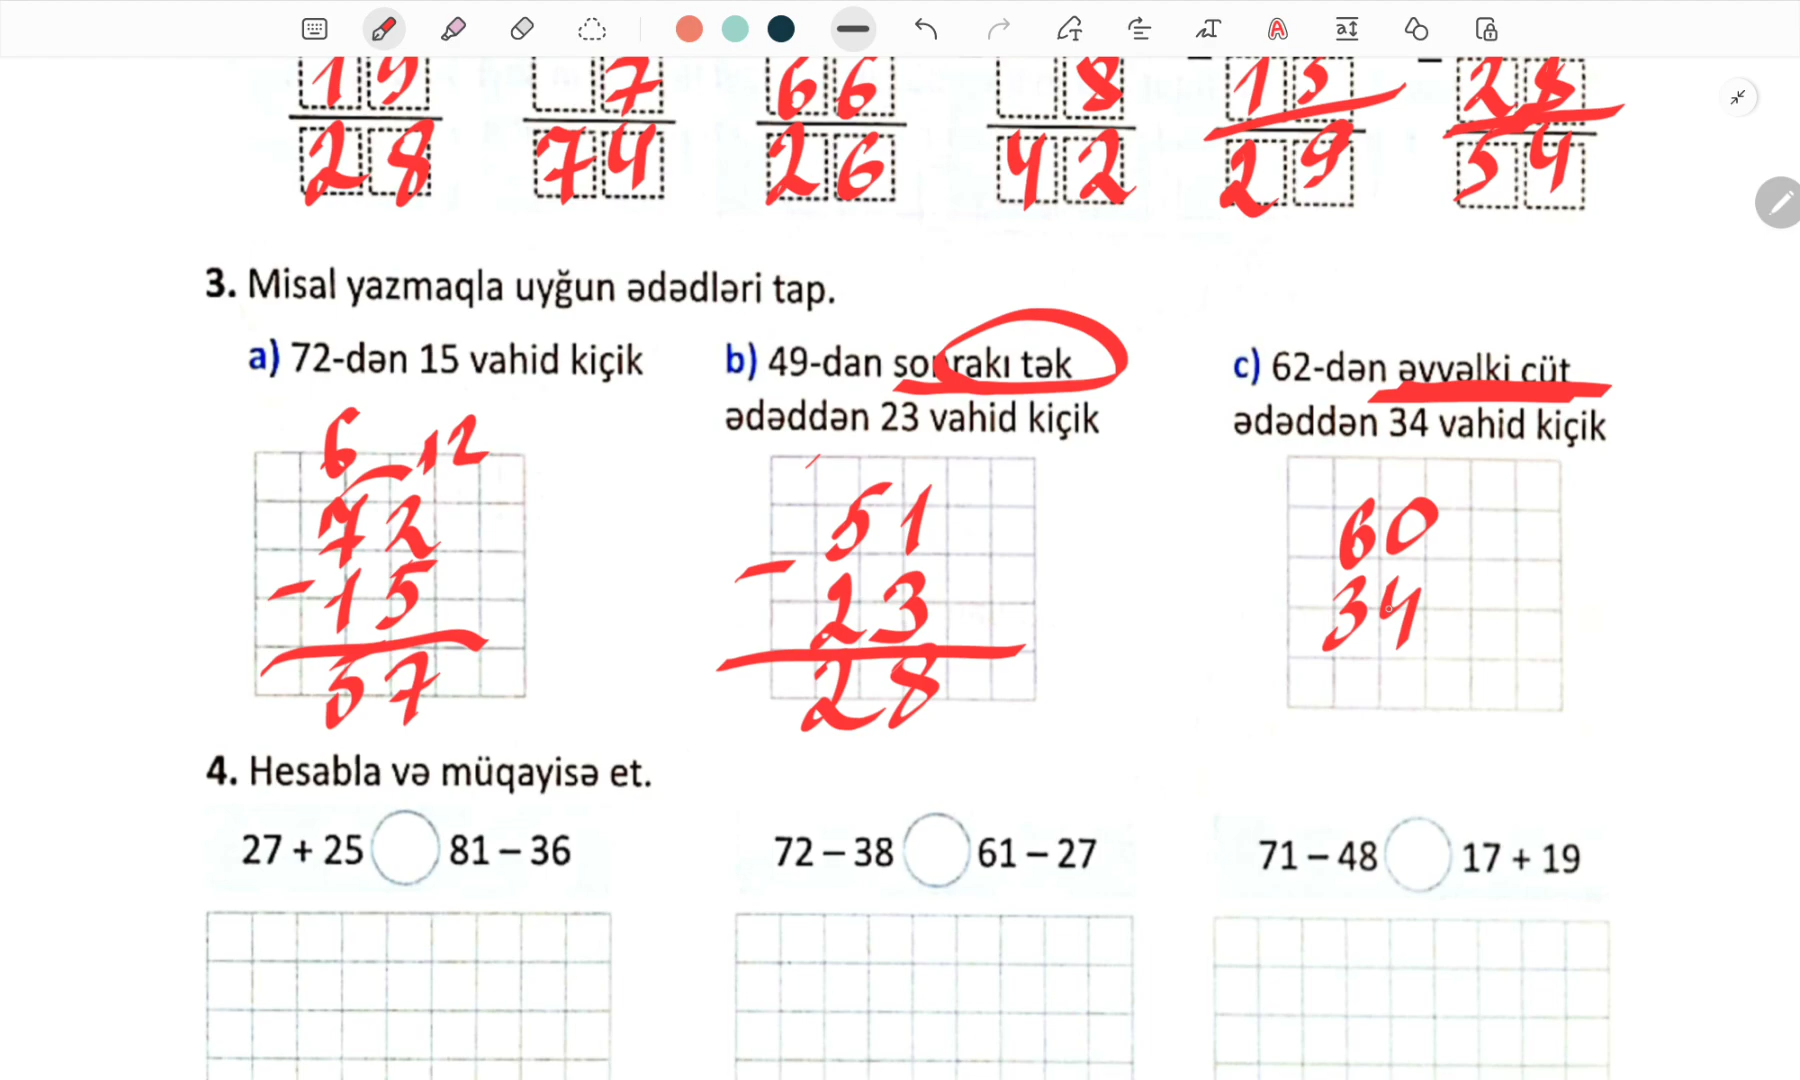 19 7 66 8 - 15 - 28
28 74 26 42 29 54
3. Misal yazmaqla uyğun ədədləri tap.
a) 72-dən 15 vahid kiçik
b) 49-dan sonrakı tək
ədəddən 23 vahid kiçik
c) 62-dən əvvəlki cüt
ədəddən 34 vahid kiçik
6 12
72
- 15
57
51
- 23
28
60
34
4. Hesabla və müqayisə et.
27 + 25 81 – 36
72 – 38 61 – 27
71 – 48 17 + 19